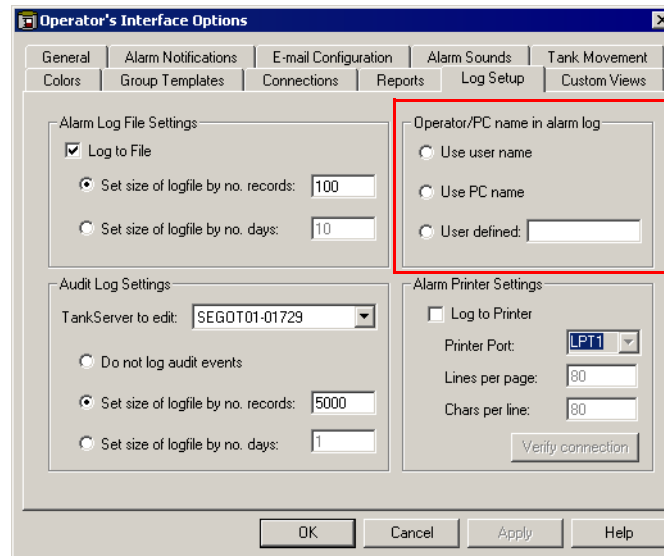 Operator's Interface Options
General Alarm Notifications E-mail Configuration Alarm Sounds Tank Movement
Colors Group Templates Connections Reports Log Setup Custom Views
Alarm Log File Settings
Log to File
Set size of logfile by no. records: 100
Set size of logfile by no. days: 10
Operator/PC name in alarm log
Use user name
Use PC name
User defined:
Audit Log Settings
TankServer to edit: SEGOT01-01729
Do not log audit events
Set size of logfile by no. records: 5000
Set size of logfile by no. days: 1
Alarm Printer Settings
Log to Printer
Printer Port: LPT1
Lines per page: 80
Chars per line: 80
Verify connection
OK Cancel Apply Help